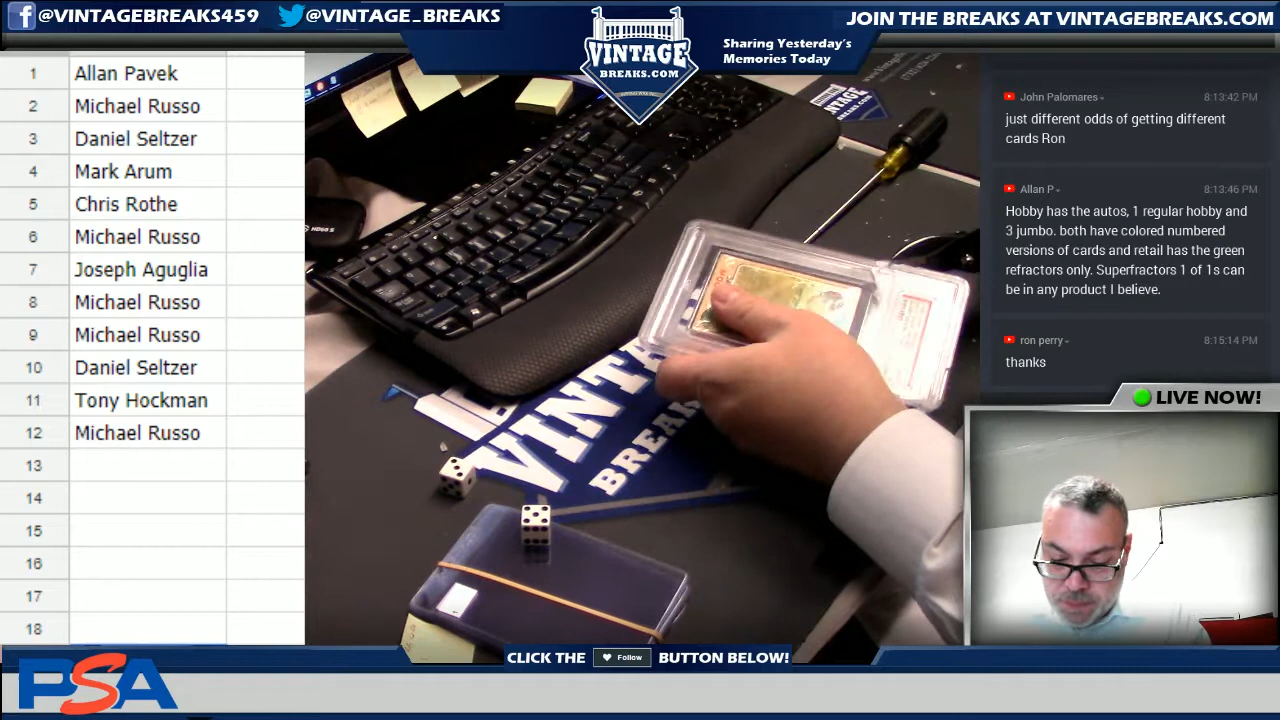 @VINTAGEBREAKS459
@VINTAGE_BREAKS
VINTAGE
BREAKS.COM
Sharing Yesterday's
Memories Today
JOIN THE BREAKS AT VINTAGEBREAKS.COM
1 Allan Pavek
2 Michael Russo
3 Daniel Seltzer
4 Mark Arum
5 Chris Rothe
6 Michael Russo
7 Joseph Aguglia
8 Michael Russo
9 Michael Russo
10 Daniel Seltzer
11 Tony Hockman
12 Michael Russo
13
14
15
16
17
18
VINTAGE
VINTA
BREAK
John Palomares 8:13:42 PM
just different odds of getting different
cards Ron
Allan P 8:13:46 PM
Hobby has the autos, 1 regular hobby and
3 jumbo. both have colored numbered
versions of cards and retail has the green
refractors only. Superfractors 1 of 1s can
be in any product I believe.
ron perry 8:15:14 PM
thanks
LIVE NOW!
CLICK THE Follow BUTTON BELOW!
PSA